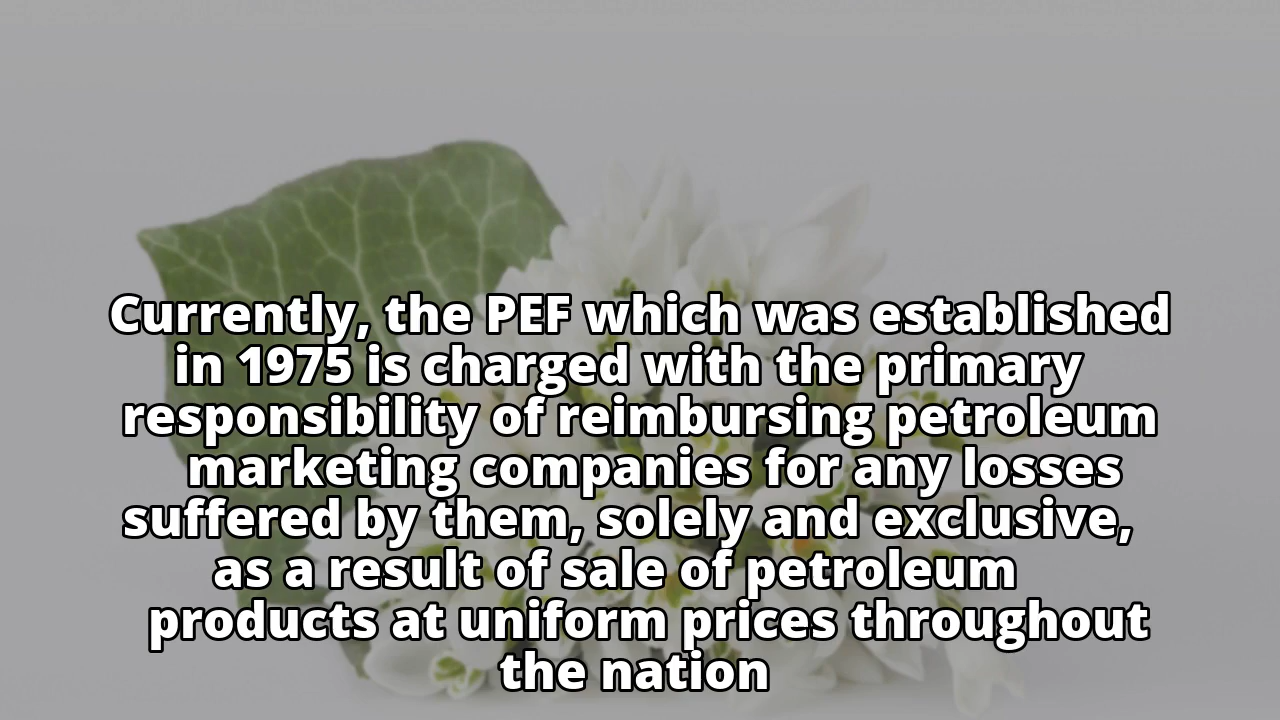 Currently, the PEF which was established
in 1975 is charged with the primary
responsibility of reimbursing petroleum
marketing companies for any losses
suffered by them, solely and exclusive,
as a result of sale of petroleum
products at uniform prices throughout
the nation